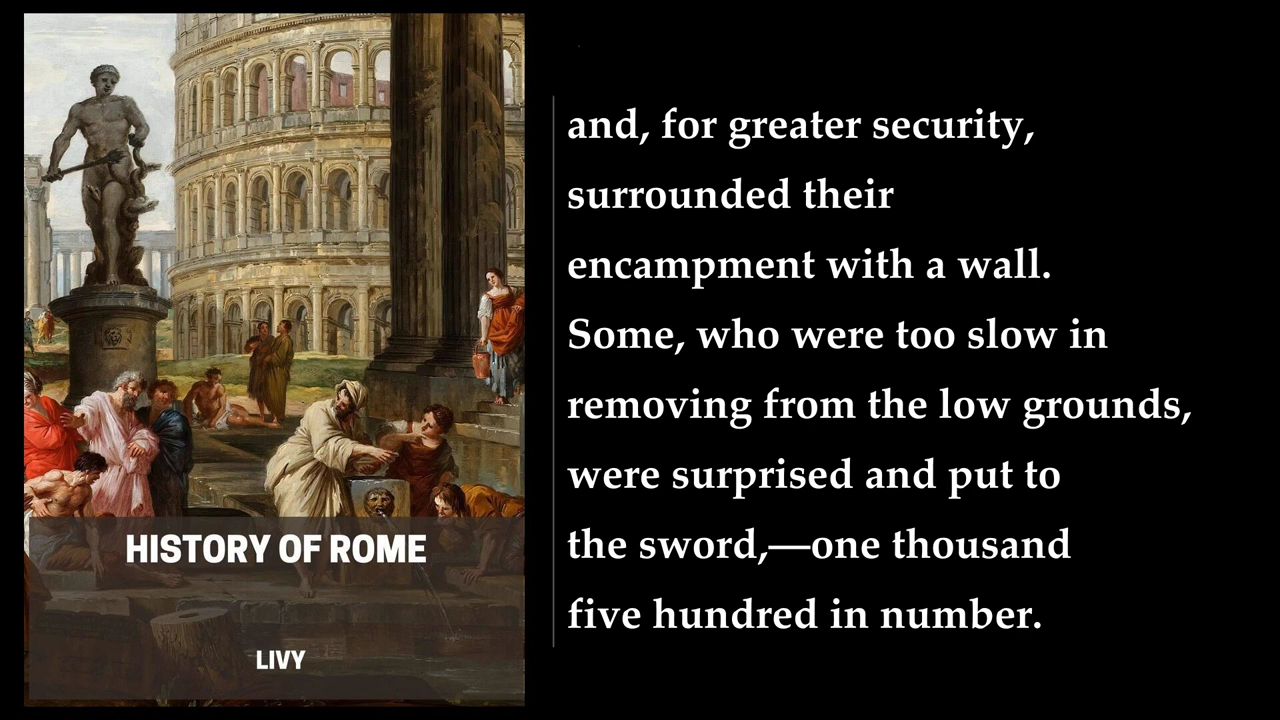 HISTORY OF ROME
LIVY
and, for greater security,
surrounded their
encampment with a wall.
Some, who were too slow in
removing from the low grounds,
were surprised and put to
the sword,—one thousand
five hundred in number.